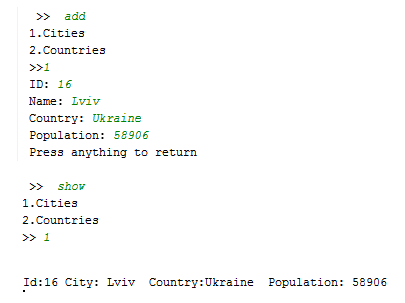 >> add
1.Cities
2.Countries
>>1
ID: 16
Name: Lviv
Country: Ukraine
Population: 58906
Press anything to return
>> show
1.Cities
2.Countries
>> 1
Id:16 City: Lviv Country:Ukraine Population: 58906